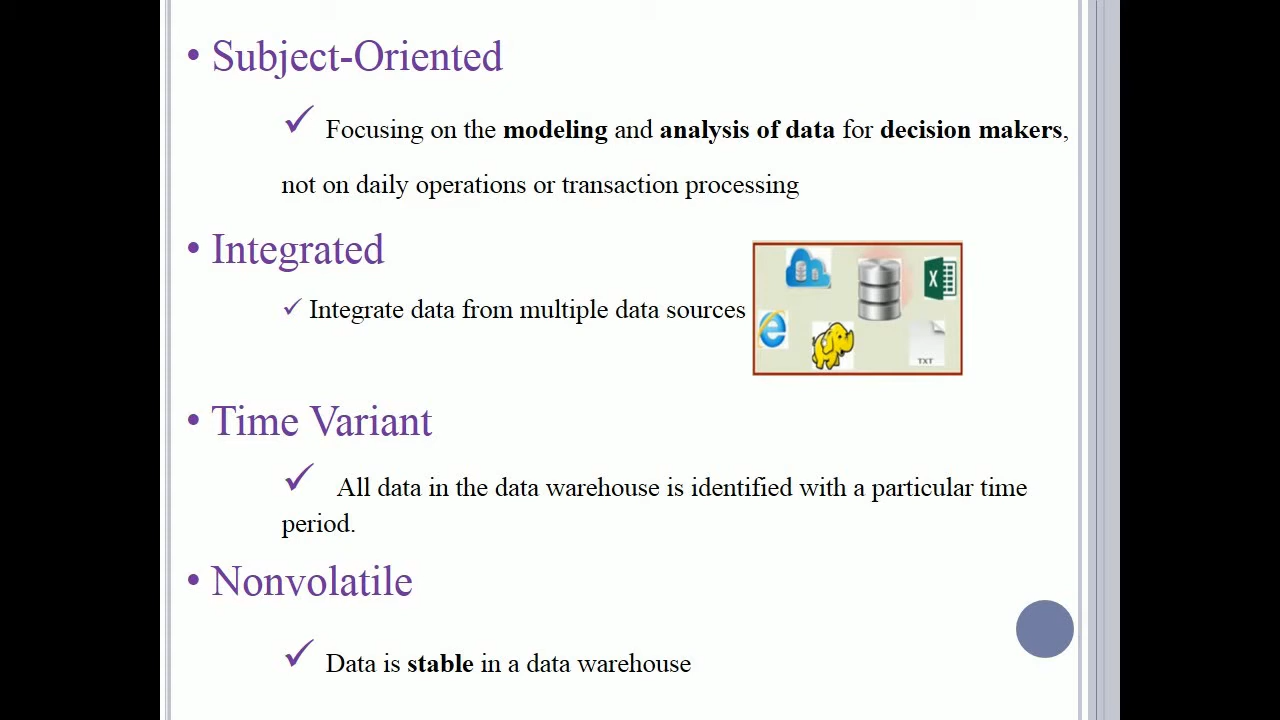 • Subject-Oriented
✓ Focusing on the modeling and analysis of data for decision makers,
not on daily operations or transaction processing
• Integrated
✓ Integrate data from multiple data sources
TXT
• Time Variant
✓ All data in the data warehouse is identified with a particular time
period.
• Nonvolatile
✓ Data is stable in a data warehouse